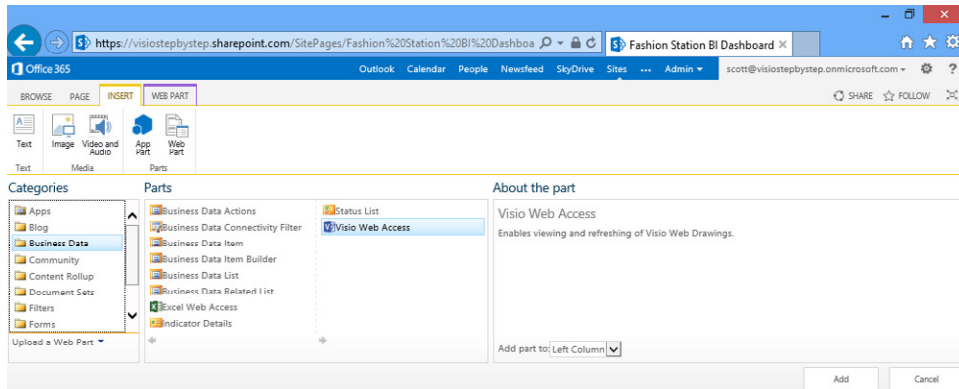 https://visiostepbystep.sharepoint.com/SitePages/Fashion%20Station%20BI%20Dashboa
Fashion Station BI Dashboard
Office 365
Outlook Calendar People Newsfeed SkyDrive Sites ... Admin
scott@visiostepbystep.onmicrosoft.com
?
BROWSE PAGE INSERT WEB PART
SHARE FOLLOW
Text
Image
Video and Audio
App Part
Web Part
Text
Media
Parts
Categories
Apps
Blog
Business Data
Community
Content Rollup
Document Sets
Filters
Forms
Upload a Web Part
Parts
Business Data Actions
Business Data Connectivity Filter
Business Data Item
Business Data Item Builder
Business Data List
Business Data Related List
Excel Web Access
Indicator Details
Status List
Visio Web Access
About the part
Visio Web Access
Enables viewing and refreshing of Visio Web Drawings.
Add part to: Left Column
Add
Cancel